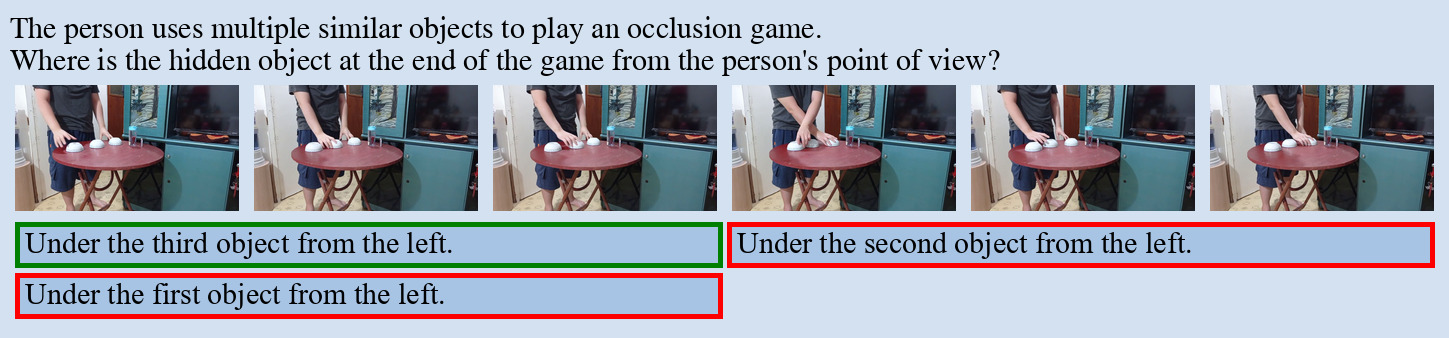 The person uses multiple similar objects to play an occlusion game.
Where is the hidden object at the end of the game from the person's point of view?
Under the third object from the left.
Under the second object from the left.
Under the first object from the left.